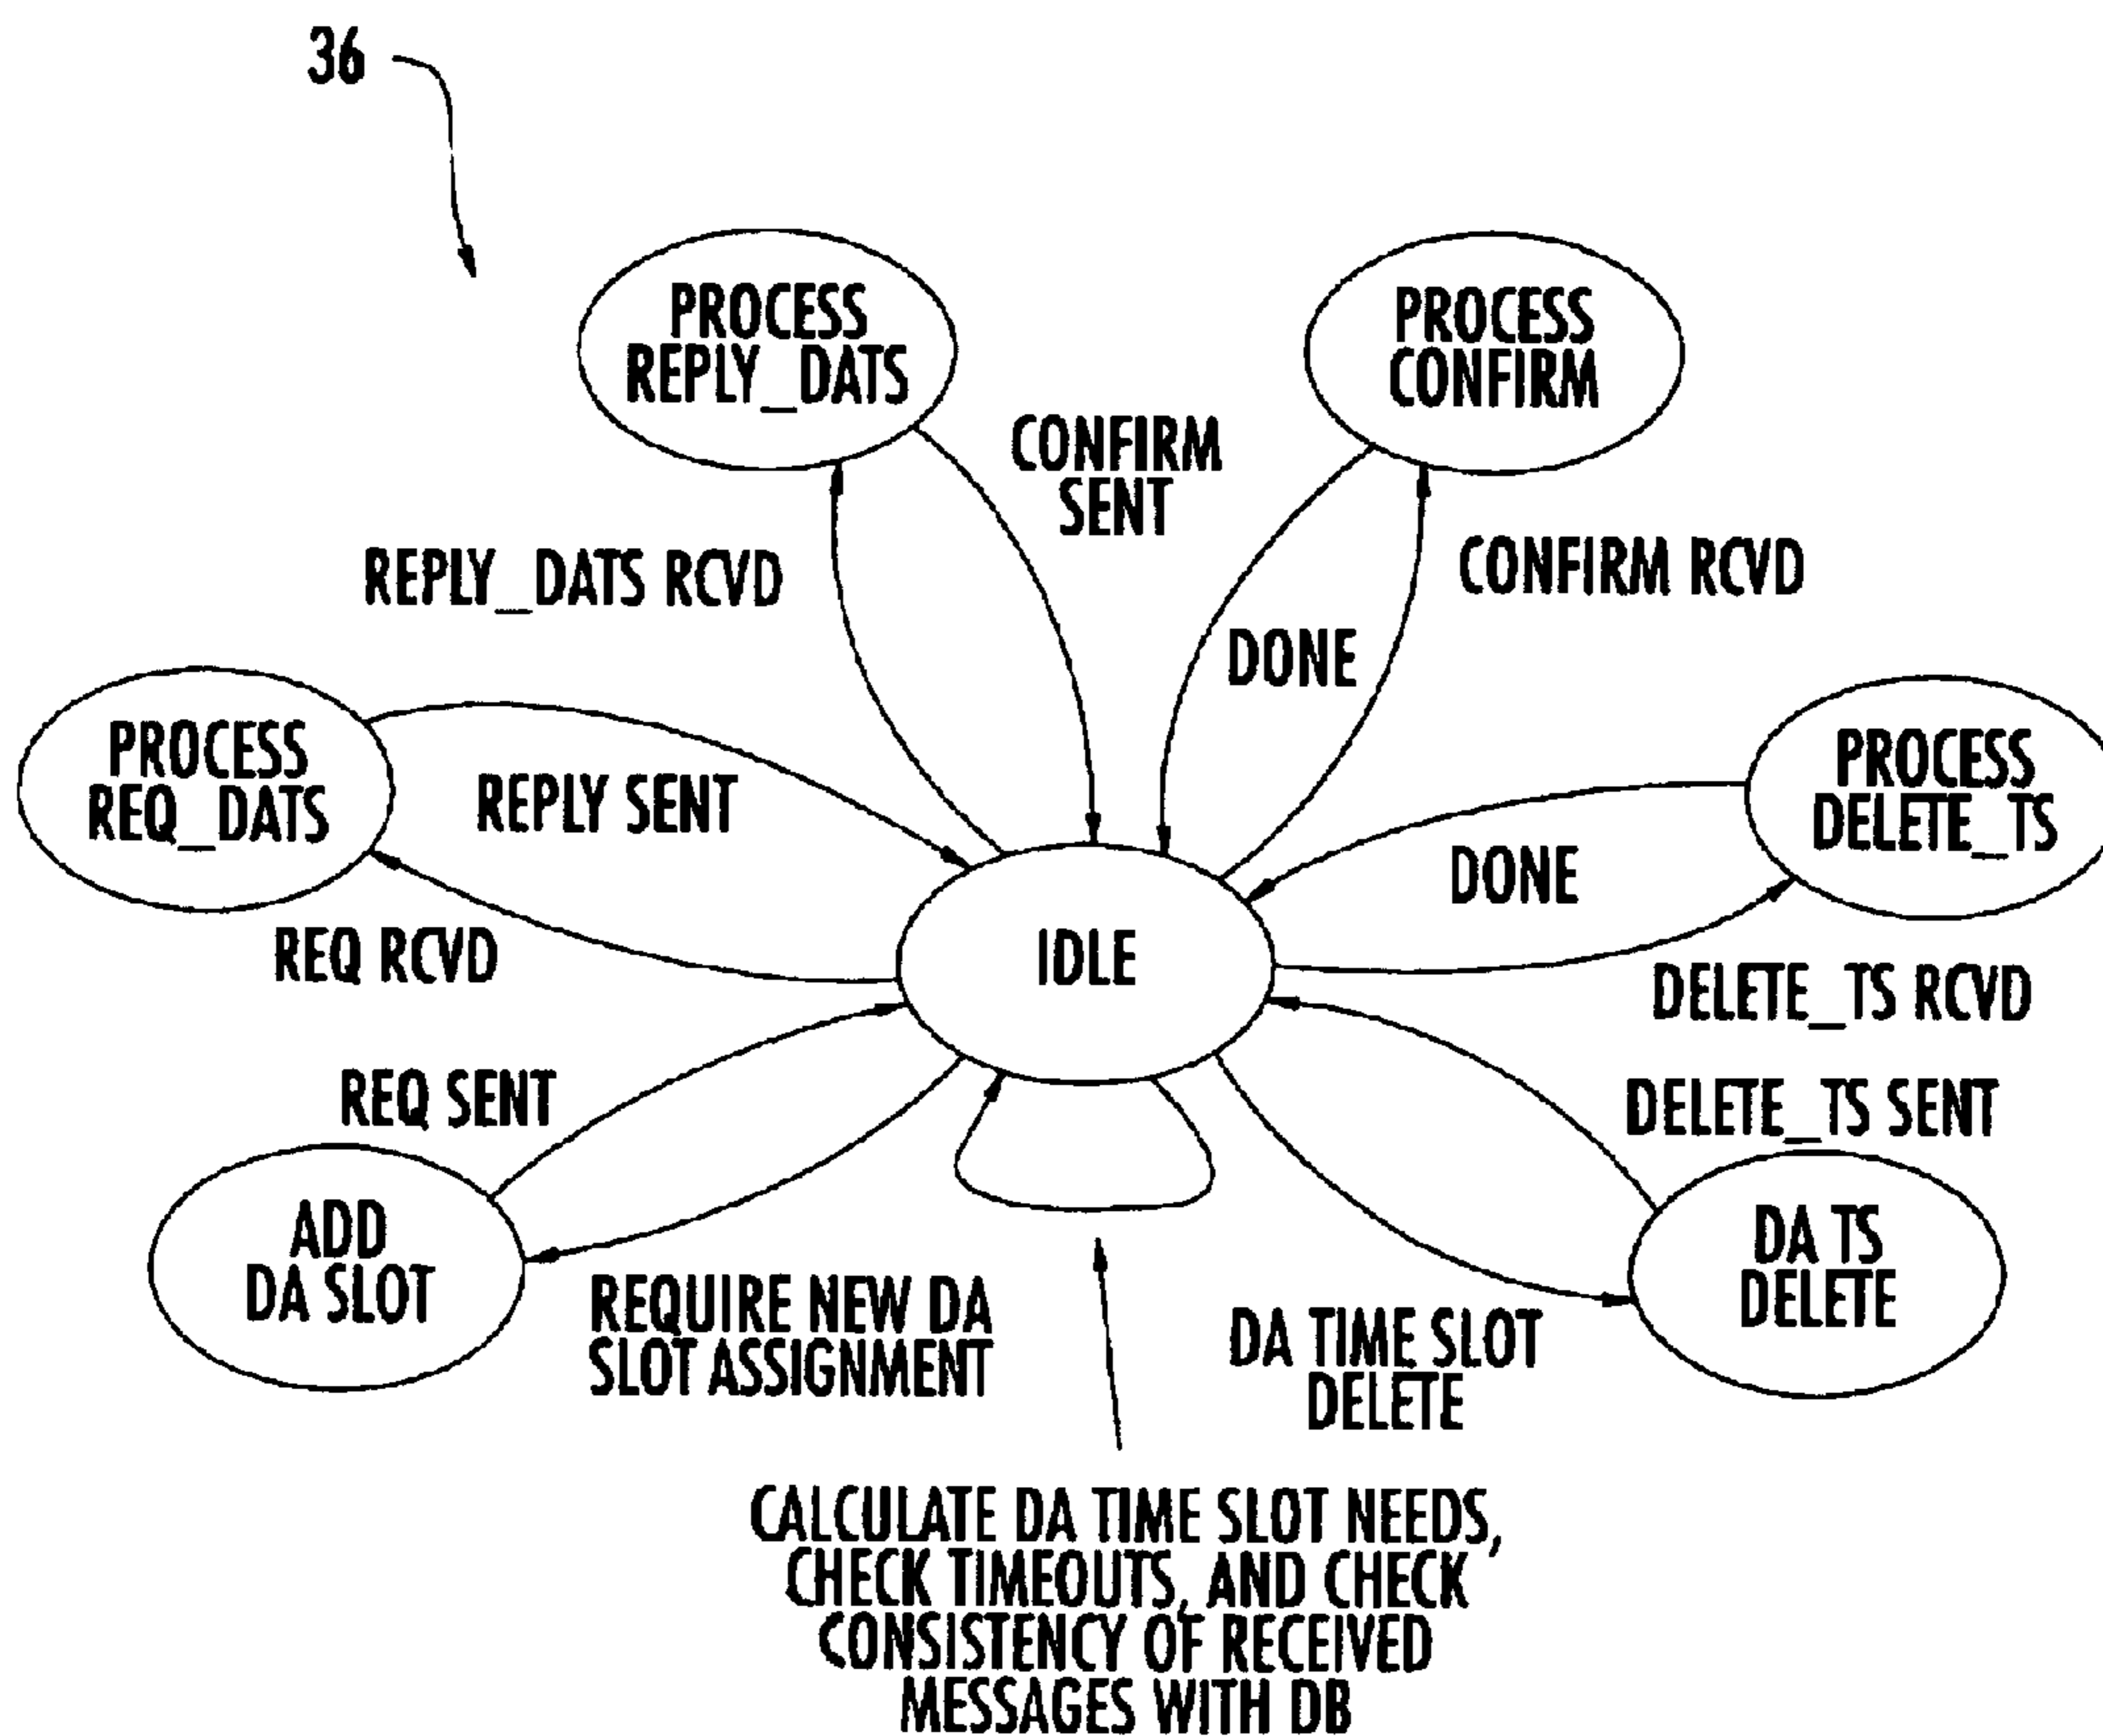 36
PROCESS
REPLY_DATS
PROCESS
CONFIRM
CONFIRM
SENT
REPLY_DATS RCVD
CONFIRM RCVD
DONE
PROCESS
REQ_DATS
REPLY SENT
PROCESS
DELETE_TS
DONE
REQ RCVD
IDLE
DELETE_TS RCVD
REQ SENT
DELETE_TS SENT
ADD
DA SLOT
DA TS
DELETE
REQUIRE NEW DA
SLOT ASSIGNMENT
DA TIME SLOT
DELETE
CALCULATE DA TIME SLOT NEEDS,
CHECK TIMEOUTS, AND CHECK
CONSISTENCY OF RECEIVED
MESSAGES WITH DB